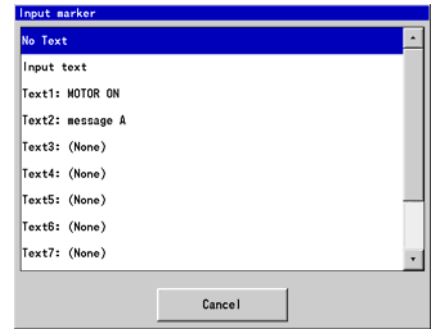 Input marker
No Text
Input text
Text1: MOTOR ON
Text2: message A
Text3: (None)
Text4: (None)
Text5: (None)
Text6: (None)
Text7: (None)
Cancel